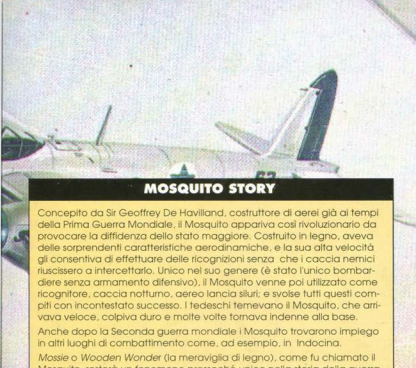 63
MOSQUITO STORY
Concepito da Sir Geoffrey De Havilland, costruttore di aerei già ai tempi
della Prima Guerra Mondiale, il Mosquito appariva così rivoluzionario da
provocare la diffidenza dello stato maggiore. Costruito in legno, aveva
delle sorprendenti caratteristiche aerodinamiche, e la sua alta velocità
gli consentiva di effettuare delle ricognizioni senza che i caccia nemici
riuscissero a intercettarlo. Unico nel suo genere (è stato l'unico bombar-
diere senza armamento difensivo), il Mosquito venne poi utilizzato come
ricognitore, caccia notturno, aereo lancia siluri; e svolse tutti questi com-
piti con incontestato successo. I tedeschi temevano il Mosquito, che arri-
vava veloce, colpiva duro e molte volte tornava indenne alla base.
Anche dopo la Seconda guerra mondiale i Mosquito trovarono impiego
in altri luoghi di combattimento come, ad esempio, in Indocina.
Mossie o Wooden Wonder (la meraviglia di legno), come fu chiamato il